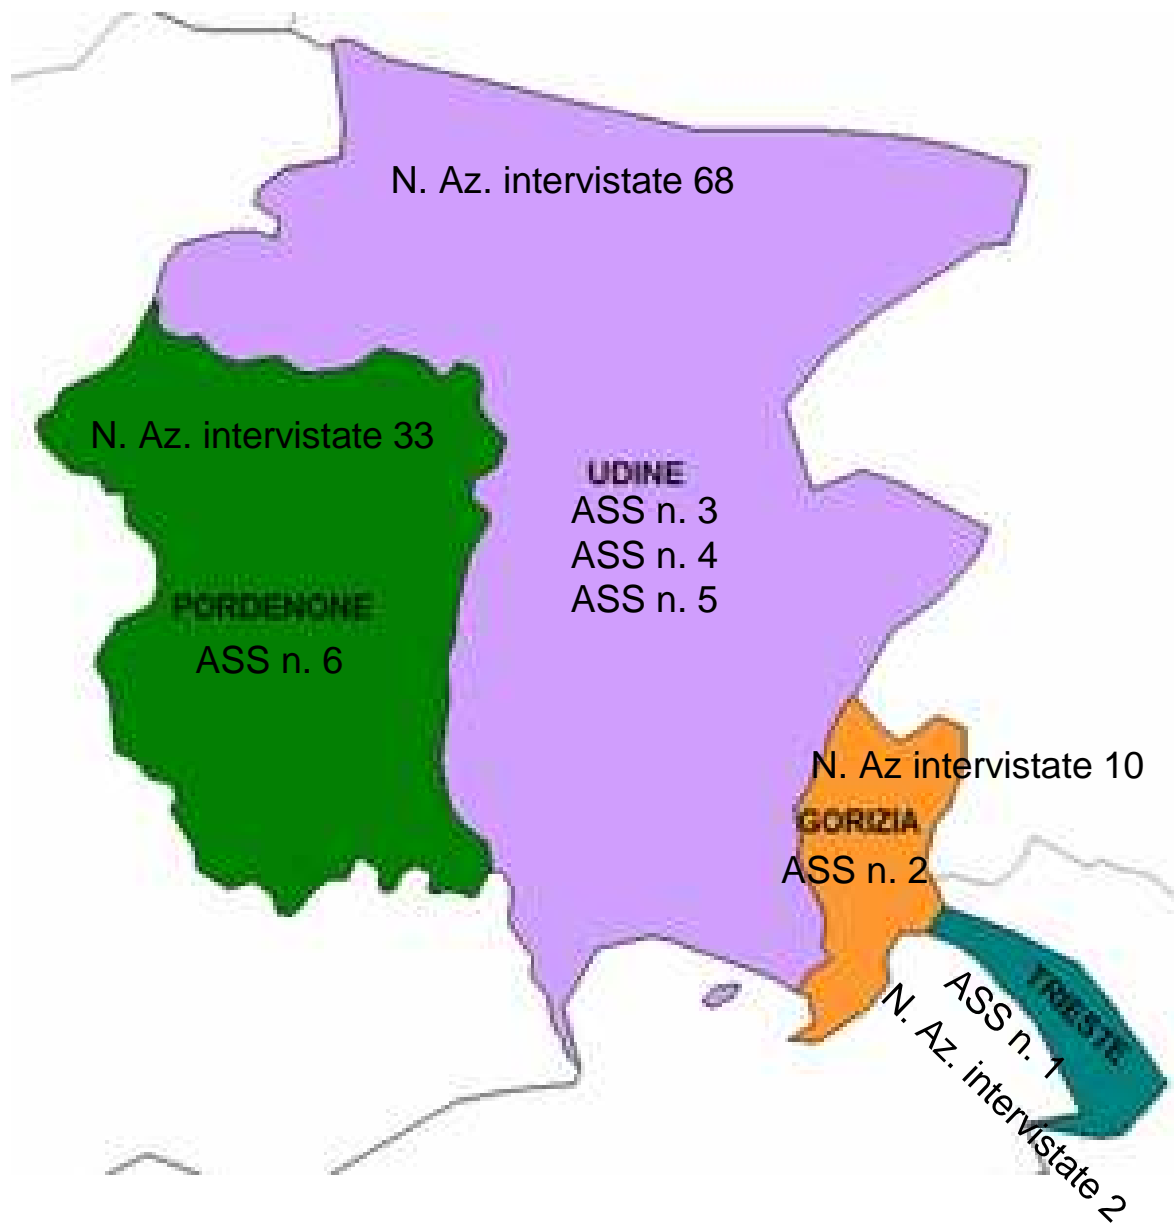 N. Az. intervistate 68
N. Az. intervistate 33
UDINE
ASS n. 3
ASS n. 4
ASS n. 5
PORDENONE
ASS n. 6
N. Az intervistate 10
GORIZIA
ASS n. 2
TRIESTE
ASS n. 1
N. Az. intervistate 2